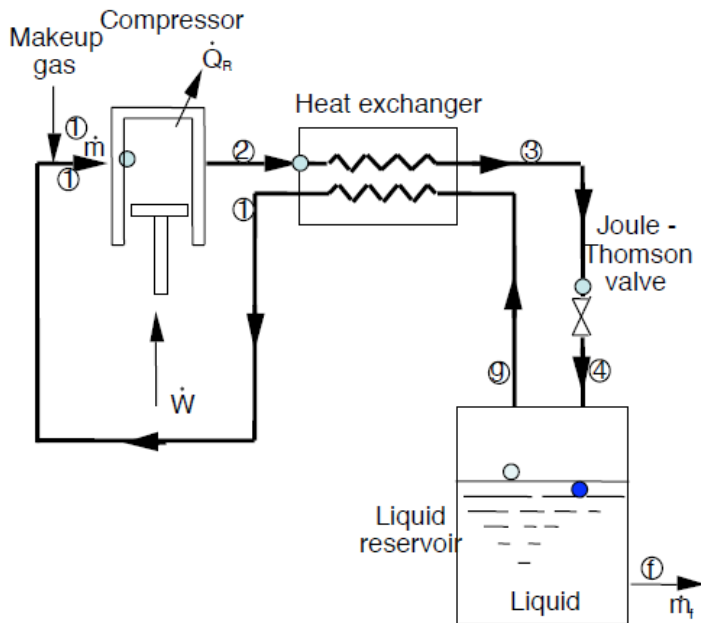 Compressor
Makeup
gas
Q̇R
Heat exchanger
①
ṁ
①
②
③
①
Joule -
Thomson
valve
⑨
④
Ẇ
Liquid
reservoir
Liquid
ⓕ
ṁf